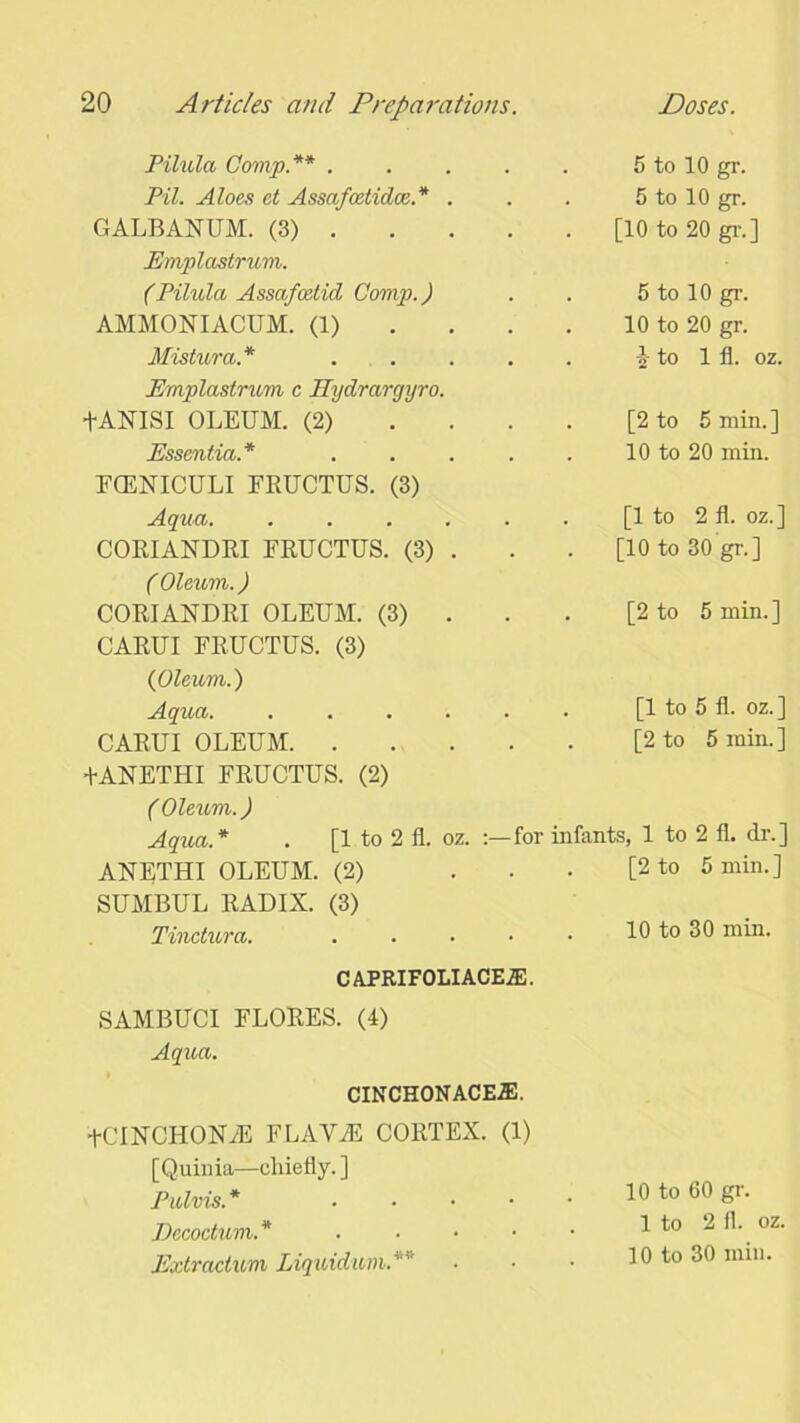 20 Articles and Preparations. Doses.
Pilula Comp.** . . . . . 5 to 10 gr.
Pil. Aloes et Assafœtidæ.* . . . 5 to 10 gr.
GALBANUM. (3) . . . . . [10 to 20 gr.]
Emplastrum.
(Pilula Assafœtid Comp.) . . 5 to 10 gr.
AMMONIACUM. (1) . . . . 10 to 20 gr.
Mistura.* . . . . . ½ to 1 fl. oz.
Emplastrum c Hydrargyro.
†ANISI OLEUM. (2) . . . . [2 to 5 min.]
Essentia.* . . . . . 10 to 20 min.
FŒNICULI FRUCTUS. (3)
Aqua. . . . . . . [1 to 2 fl. oz.]
CORIANDRI FRUCTUS. (3) . . . [10 to 30 gr.]
(Oleum.)
CORIANDRI OLEUM. (3) . . . [2 to 5 min.]
CARUI FRUCTUS. (3)
(Oleum.)
Aqua. . . . . . . [1 to 5 fl. oz.]
CARUI OLEUM. . . . . . [2 to 5 min.]
†ANETHI FRUCTUS. (2)
(Oleum.)
Aqua.* . [1 to 2 fl. oz. :—for infants, 1 to 2 fl. dr.]
ANETHI OLEUM. (2) . . . [2 to 5 min.]
SUMBUL RADIX. (3)
Tinctura. . . . . . 10 to 30 min.
CAPRIFOLIACEÆ.
SAMBUCI FLORES. (4)
Aqua.
CINCHONACEÆ.
†CINCHONÆ FLAVÆ CORTEX. (1)
[Quinia—chiefly.]
Pulvis.* . . . . . 10 to 60 gr.
Decoctum.* . . . . . 1 to 2 fl. oz.
Extractum Liquidum.** . . . 10 to 30 min.